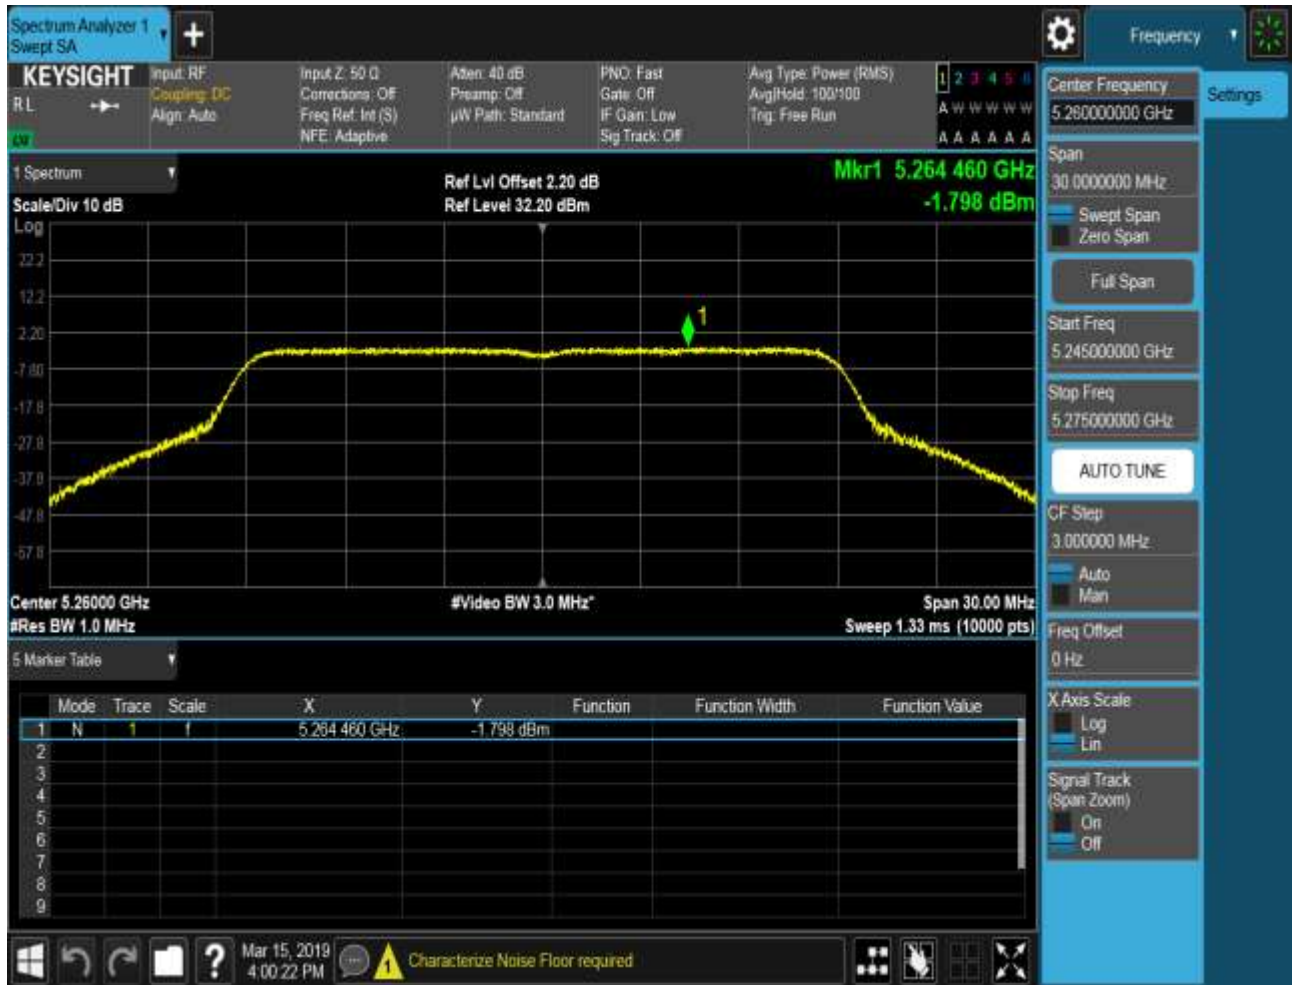 Spectrum Analyzer 1
Swept SA
Frequency
KEYSIGHT
RL
Input: RF
Coupling: DC
Align: Auto
Input Z: 50 Ω
Corrections: Off
Freq Ref: Int (S)
NFE: Adaptive
Atten: 40 dB
Preamp: Off
µW Path: Standard
PNO: Fast
Gate: Off
IF Gain: Low
Sig Track: Off
Avg Type: Power (RMS)
Avg|Hold: 100/100
Trig: Free Run
1 2 3 4 5 6
A W W W W W
A A A A A A
1 Spectrum
Scale/Div 10 dB
Log
Ref Lvl Offset 2.20 dB
Ref Level 32.20 dBm
Mkr1 5.264 460 GHz
-1.798 dBm
22.2
12.2
2.20
-7.80
-17.8
-27.8
-37.8
-47.8
-57.8
1
Center 5.26000 GHz
#Res BW 1.0 MHz
#Video BW 3.0 MHz*
Span 30.00 MHz
Sweep 1.33 ms (10000 pts)
5 Marker Table
Mode Trace Scale X Y Function Function Width Function Value
1 N 1 f 5.264 460 GHz -1.798 dBm
2
3
4
5
6
7
8
9
Center Frequency
5.260000000 GHz
Settings
Span
30.0000000 MHz
Swept Span
Zero Span
Full Span
Start Freq
5.245000000 GHz
Stop Freq
5.275000000 GHz
AUTO TUNE
CF Step
3.000000 MHz
Auto
Man
Freq Offset
0 Hz
X Axis Scale
Log
Lin
Signal Track
(Span Zoom)
On
Off
?
Mar 15, 2019
4:00:22 PM
1
Characterize Noise Floor required